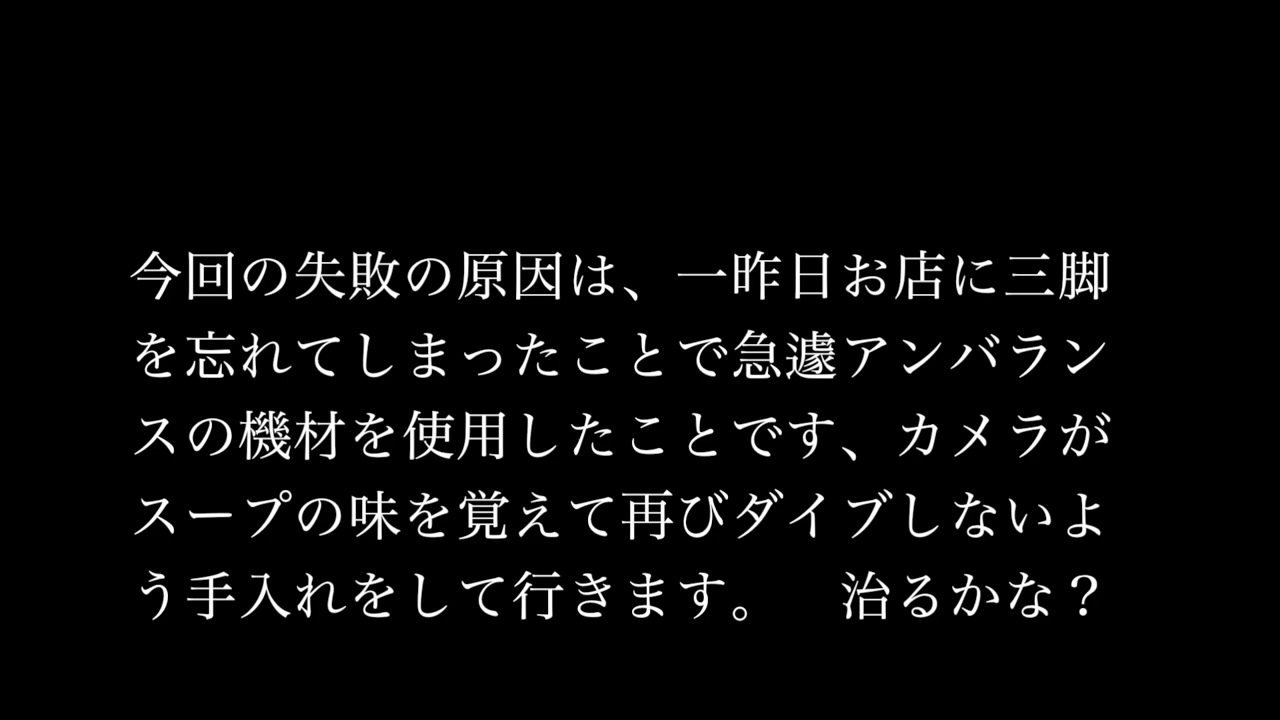 今回の失敗の原因は、一昨日お店に三脚
を忘れてしまったことで急遽アンバラン
スの機材を使用したことです、カメラが
スープの味を覚えて再びダイブしないよ
う手入れをして行きます。　治るかな？